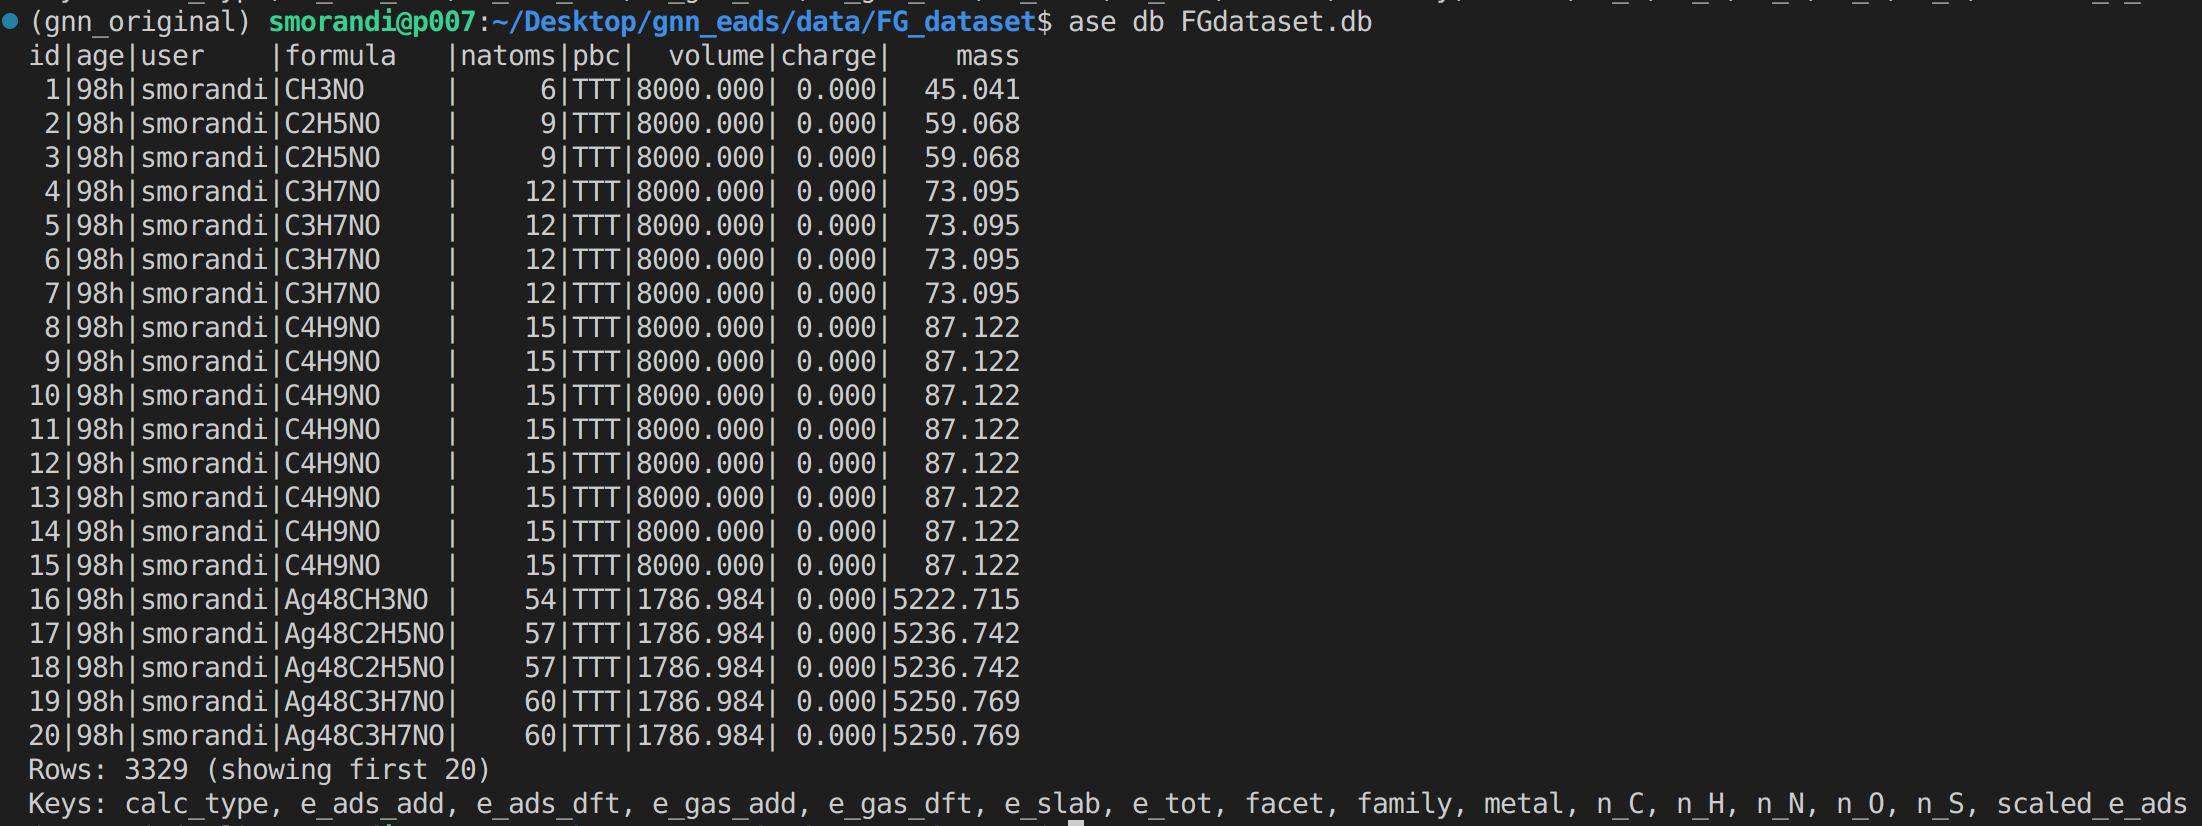 (gnn_original) smorandi@p007:~/Desktop/gnn_eads/data/FG_dataset$ ase db FGdataset.db
id|age|user    |formula   |natoms|pbc|  volume|charge|    mass
 1|98h|smorandi|CH3NO     |     6|TTT|8000.000| 0.000|  45.041
 2|98h|smorandi|C2H5NO    |     9|TTT|8000.000| 0.000|  59.068
 3|98h|smorandi|C2H5NO    |     9|TTT|8000.000| 0.000|  59.068
 4|98h|smorandi|C3H7NO    |    12|TTT|8000.000| 0.000|  73.095
 5|98h|smorandi|C3H7NO    |    12|TTT|8000.000| 0.000|  73.095
 6|98h|smorandi|C3H7NO    |    12|TTT|8000.000| 0.000|  73.095
 7|98h|smorandi|C3H7NO    |    12|TTT|8000.000| 0.000|  73.095
 8|98h|smorandi|C4H9NO    |    15|TTT|8000.000| 0.000|  87.122
 9|98h|smorandi|C4H9NO    |    15|TTT|8000.000| 0.000|  87.122
10|98h|smorandi|C4H9NO    |    15|TTT|8000.000| 0.000|  87.122
11|98h|smorandi|C4H9NO    |    15|TTT|8000.000| 0.000|  87.122
12|98h|smorandi|C4H9NO    |    15|TTT|8000.000| 0.000|  87.122
13|98h|smorandi|C4H9NO    |    15|TTT|8000.000| 0.000|  87.122
14|98h|smorandi|C4H9NO    |    15|TTT|8000.000| 0.000|  87.122
15|98h|smorandi|C4H9NO    |    15|TTT|8000.000| 0.000|  87.122
16|98h|smorandi|Ag48CH3NO |    54|TTT|1786.984| 0.000|5222.715
17|98h|smorandi|Ag48C2H5NO|    57|TTT|1786.984| 0.000|5236.742
18|98h|smorandi|Ag48C2H5NO|    57|TTT|1786.984| 0.000|5236.742
19|98h|smorandi|Ag48C3H7NO|    60|TTT|1786.984| 0.000|5250.769
20|98h|smorandi|Ag48C3H7NO|    60|TTT|1786.984| 0.000|5250.769
Rows: 3329 (showing first 20)
Keys: calc_type, e_ads_add, e_ads_dft, e_gas_add, e_gas_dft, e_slab, e_tot, facet, family, metal, n_C, n_H, n_N, n_O, n_S, scaled_e_ads